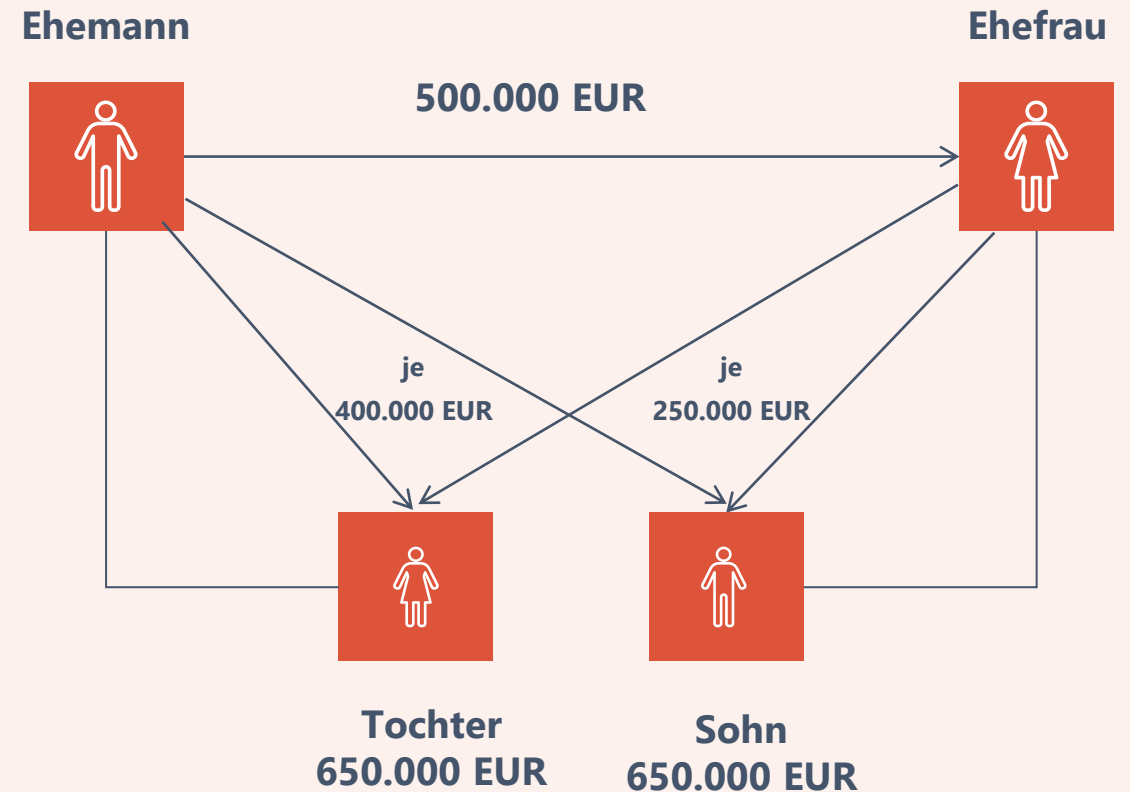 Ehemann
Ehefrau
500.000 EUR
je
400.000 EUR
je
250.000 EUR
Tochter
650.000 EUR
Sohn
650.000 EUR